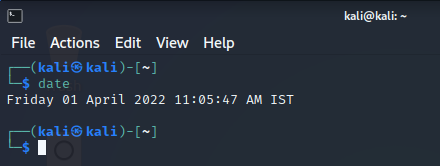 kali@kali: ~
File Actions Edit View Help
┌──(kali㉿kali)-[~]
└─$ date
Friday 01 April 2022 11:05:47 AM IST
┌──(kali㉿kali)-[~]
└─$